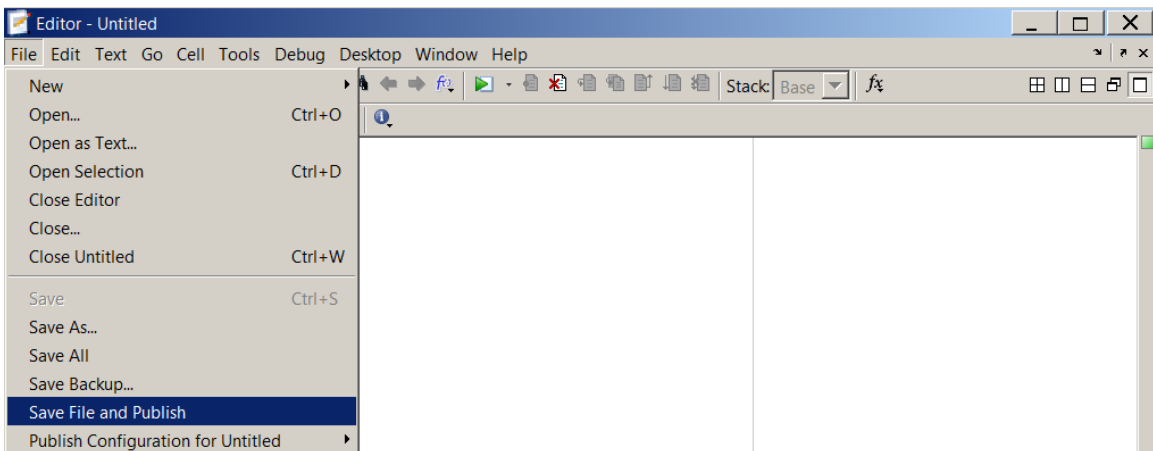 Editor - Untitled
File Edit Text Go Cell Tools Debug Desktop Window Help
New
Stack: Base fx
Open... Ctrl+O
Open as Text...
Open Selection Ctrl+D
Close Editor
Close...
Close Untitled Ctrl+W
Save Ctrl+S
Save As...
Save All
Save Backup...
Save File and Publish
Publish Configuration for Untitled